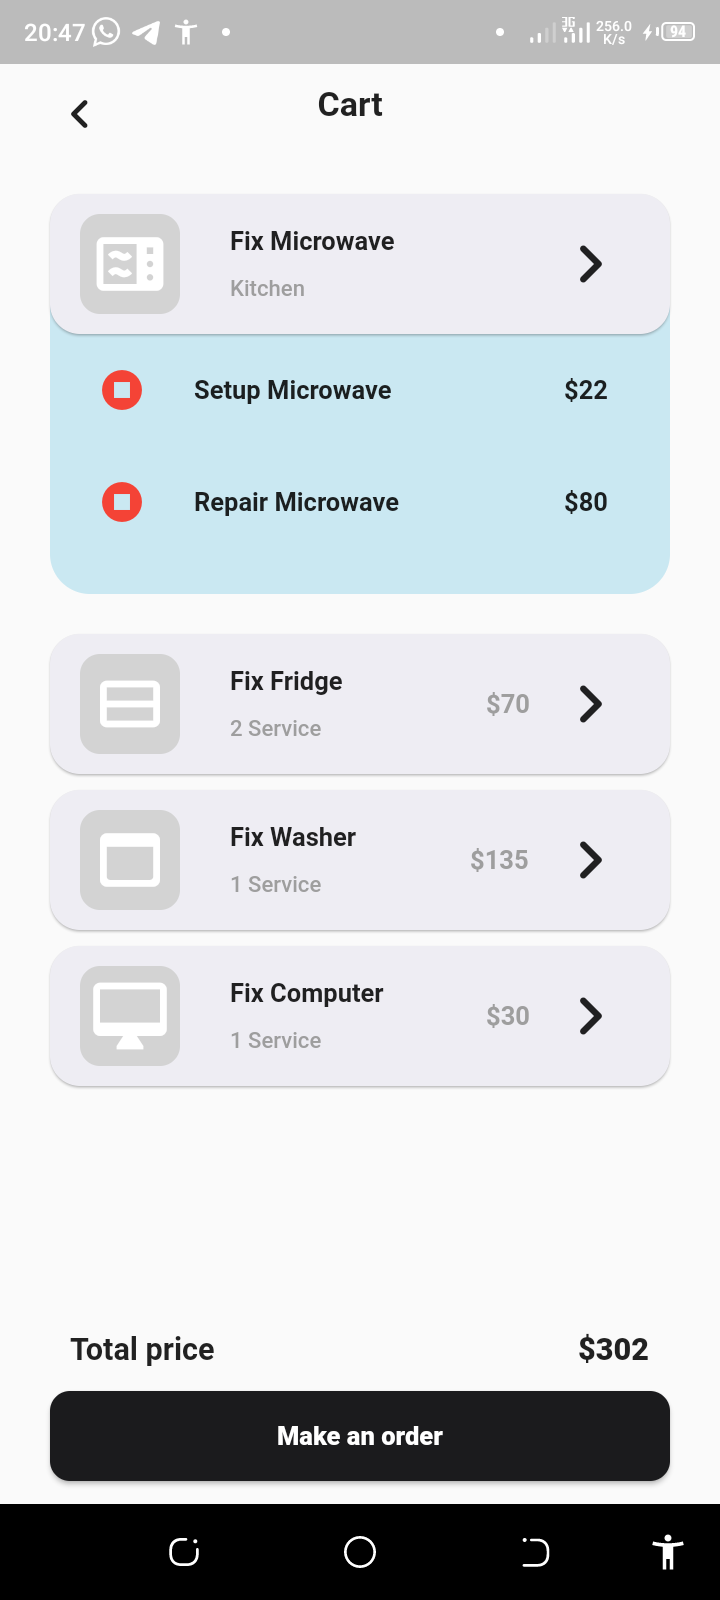 20:47
3G
256.0
K/s
94
Cart
Fix Microwave
Kitchen
Setup Microwave $22
Repair Microwave $80
Fix Fridge
2 Service
$70
Fix Washer
1 Service
$135
Fix Computer
1 Service
$30
Total price $302
Make an order